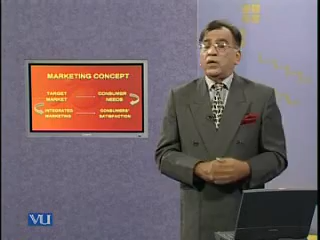 MARKETING CONCEPT
TARGET MARKET
CONSUMER NEEDS
INTEGRATED MARKETING
CONSUMERS' SATISFACTION
VU